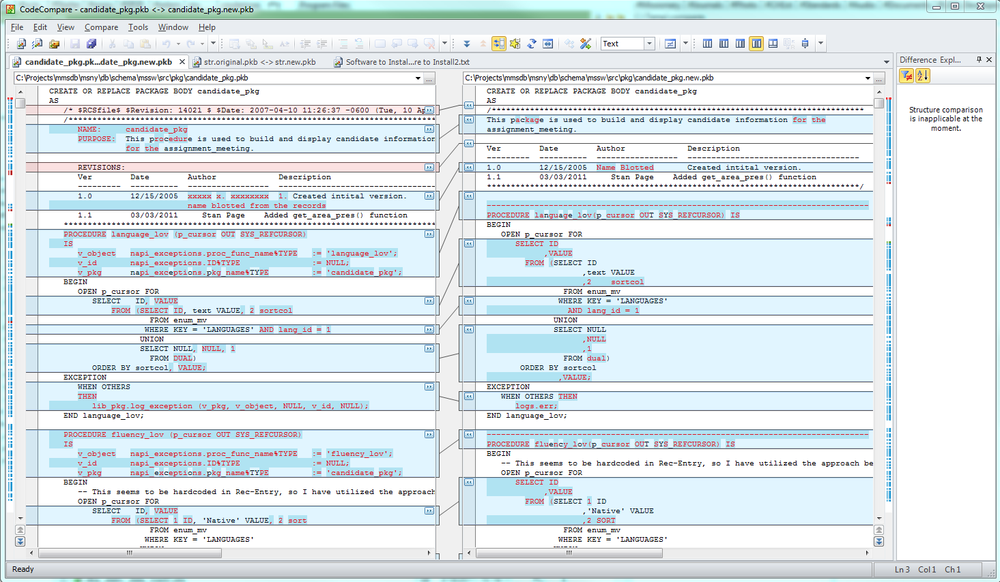 CodeCompare - candidate_pkg.pkb <-> candidate_pkg.new.pkb
File Edit View Compare Tools Window Help
Text
candidate_pkg.pk...date_pkg.new.pkb
str.original.pkb <-> str.new.pkb
Software to Instal...re to Install2.txt
Difference Expl...
C:\Projects\mmsdb\msny\db\schema\mssw\src\pkg\candidate_pkg.pkb
CREATE OR REPLACE PACKAGE BODY candidate_pkg
AS
/* $RCSfile$ $Revision: 14021 $ $Date: 2007-04-10 11:26:37 -0600 (Tue, 10 Ap
/*****************************************************************************
NAME: candidate_pkg
PURPOSE: This procedure is used to build and display candidate information
for the assignment_meeting.
REVISIONS:
Ver Date Author Description
--------- ---------- ----------------- ---------------------------------
1.0 12/15/2005 xxxxx x. xxxxxxxx 1. Created intital version.
name blotted from the records
1.1 03/03/2011 Stan Page Added get_area_pres() function
******************************************************************************
PROCEDURE language_lov (p_cursor OUT SYS_REFCURSOR)
IS
v_object napi_exceptions.proc_func_name%TYPE := 'language_lov';
v_id napi_exceptions.ID%TYPE := NULL;
v_pkg napi_exceptions.pkg_name%TYPE := 'candidate_pkg';
BEGIN
OPEN p_cursor FOR
SELECT ID, VALUE
FROM (SELECT ID, text VALUE, 2 sortcol
FROM enum_mv
WHERE KEY = 'LANGUAGES' AND lang_id = 1
UNION
SELECT NULL, NULL, 1
FROM DUAL)
ORDER BY sortcol, VALUE;
EXCEPTION
WHEN OTHERS
THEN
lib_pkg.log_exception (v_pkg, v_object, NULL, v_id, NULL);
END language_lov;
PROCEDURE fluency_lov (p_cursor OUT SYS_REFCURSOR)
IS
v_object napi_exceptions.proc_func_name%TYPE := 'fluency_lov';
v_id napi_exceptions.ID%TYPE := NULL;
v_pkg napi_exceptions.pkg_name%TYPE := 'candidate_pkg';
BEGIN
-- This seems to be hardcoded in Rec-Entry, so I have utilized the approach
OPEN p_cursor FOR
SELECT ID, VALUE
FROM (SELECT 1 ID, 'Native' VALUE, 2 sort
FROM enum_mv
WHERE KEY = 'LANGUAGES'
C:\Projects\mmsdb\msny\db\schema\mssw\src\pkg\candidate_pkg.new.pkb
CREATE OR REPLACE PACKAGE BODY candidate_pkg
AS
/******************************************************************************
This package is used to build and display candidate information for the
assignment_meeting.
Ver Date Author Description
--------- ---------- ----------------- ------------------------------------
1.0 12/15/2005 Name Blotted Created intital version.
1.1 03/03/2011 Stan Page Added get_area_pres() function
******************************************************************************/
--------------------------------------------------------------------------------
PROCEDURE language_lov(p_cursor OUT SYS_REFCURSOR) IS
BEGIN
OPEN p_cursor FOR
SELECT ID
,VALUE
FROM (SELECT ID
,text VALUE
,2 sortcol
FROM enum_mv
WHERE KEY = 'LANGUAGES'
AND lang_id = 1
UNION
SELECT NULL
,NULL
,1
FROM dual)
ORDER BY sortcol
,VALUE;
EXCEPTION
WHEN OTHERS THEN
logs.err;
END language_lov;
--------------------------------------------------------------------------------
PROCEDURE fluency_lov(p_cursor OUT SYS_REFCURSOR) IS
BEGIN
-- This seems to be hardcoded in Rec-Entry, so I have utilized the approach be
OPEN p_cursor FOR
SELECT ID
,VALUE
FROM (SELECT 1 ID
,'Native' VALUE
,2 SORT
FROM enum_mv
WHERE KEY = 'LANGUAGES'
Structure comparison
is inapplicable at the
moment.
Ready
Ln 3 Col 1 Ch 1